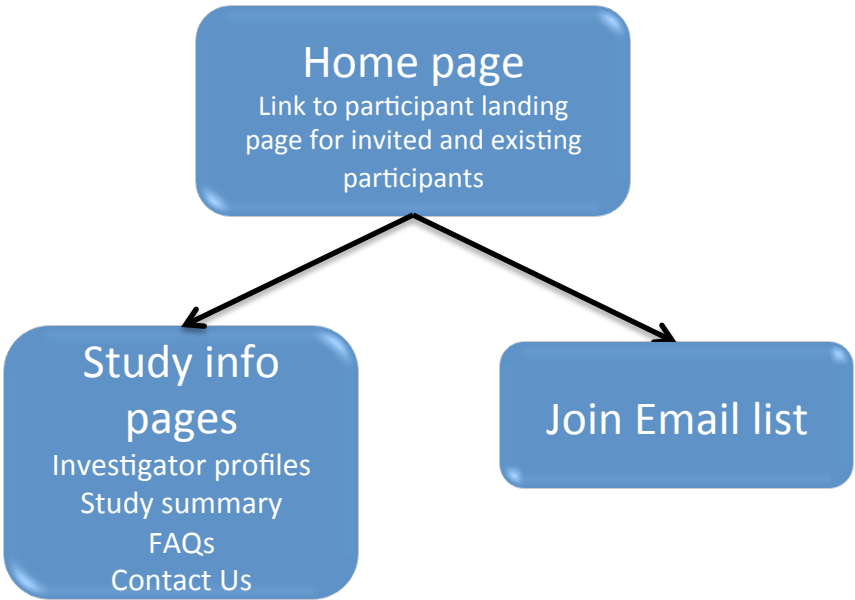 Home page
Link to participant landing
page for invited and existing
participants
Study info
pages
Investigator profiles
Study summary
FAQs
Contact Us
Join Email list